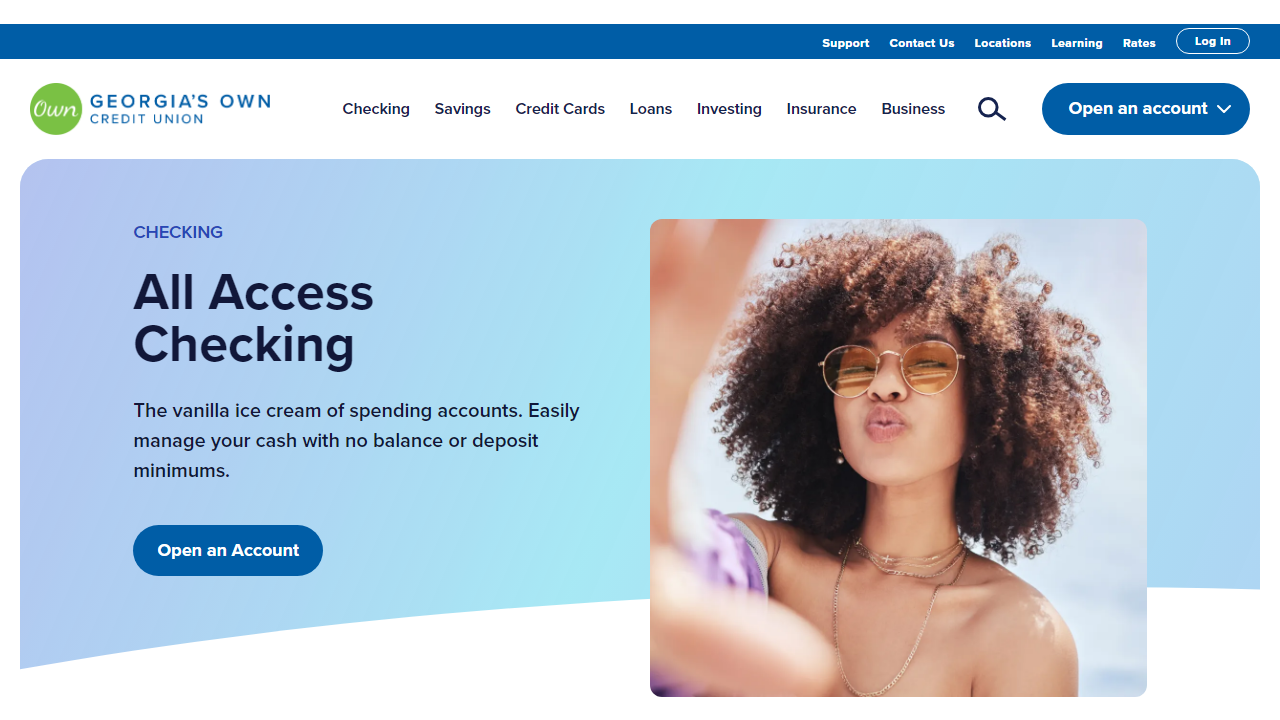 Support Contact Us Locations Learning Rates Log In
Own GEORGIA'S OWN
CREDIT UNION
Checking Savings Credit Cards Loans Investing Insurance Business Open an account
CHECKING
All Access
Checking
The vanilla ice cream of spending accounts. Easily
manage your cash with no balance or deposit
minimums.
Open an Account